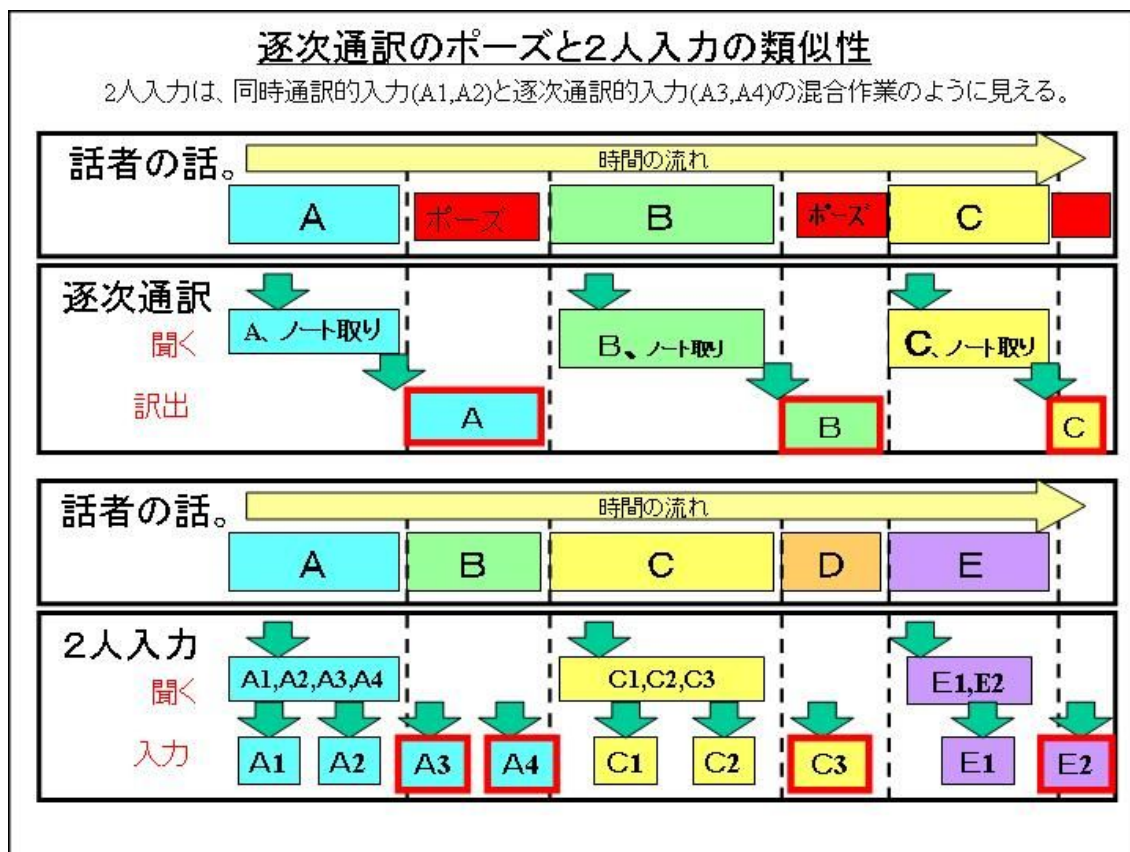 逐次通訳のポーズと2人入力の類似性
2人入力は、同時通訳的入力(A1,A2)と逐次通訳的入力(A3,A4)の混合作業のように見える。
話者の話。
時間の流れ
A
ポーズ
B
ポーズ
C
逐次通訳
聞く
A、ノート取り
B、ノート取り
C、ノート取り
訳出
A
B
C
話者の話。
時間の流れ
A
B
C
D
E
2人入力
聞く
A1,A2,A3,A4
C1,C2,C3
E1,E2
入力
A1
A2
A3
A4
C1
C2
C3
E1
E2